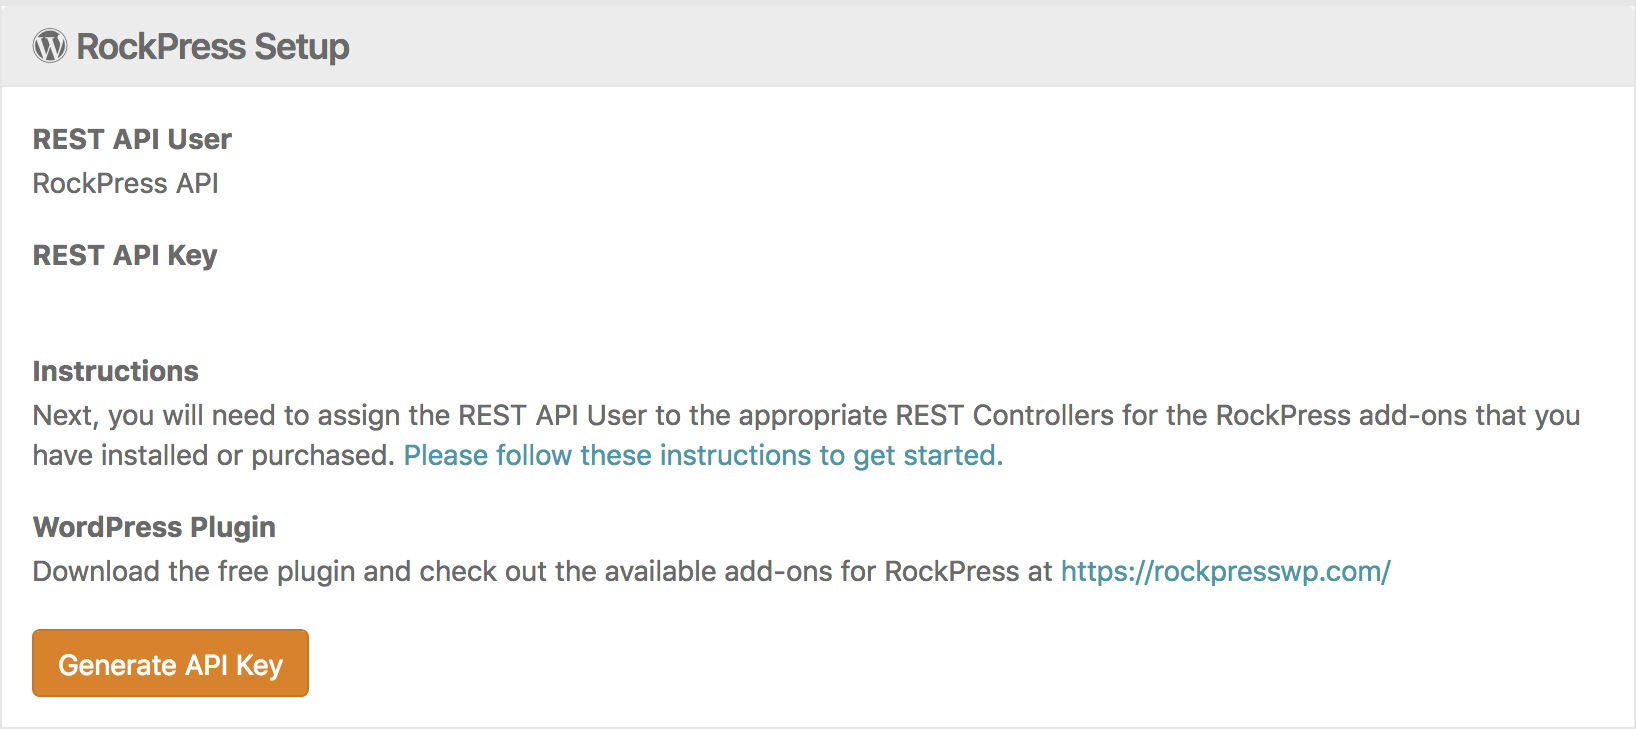 RockPress Setup
REST API User
RockPress API
REST API Key
Instructions
Next, you will need to assign the REST API User to the appropriate REST Controllers for the RockPress add-ons that you
have installed or purchased. Please follow these instructions to get started.
WordPress Plugin
Download the free plugin and check out the available add-ons for RockPress at https://rockpresswp.com/
Generate API Key